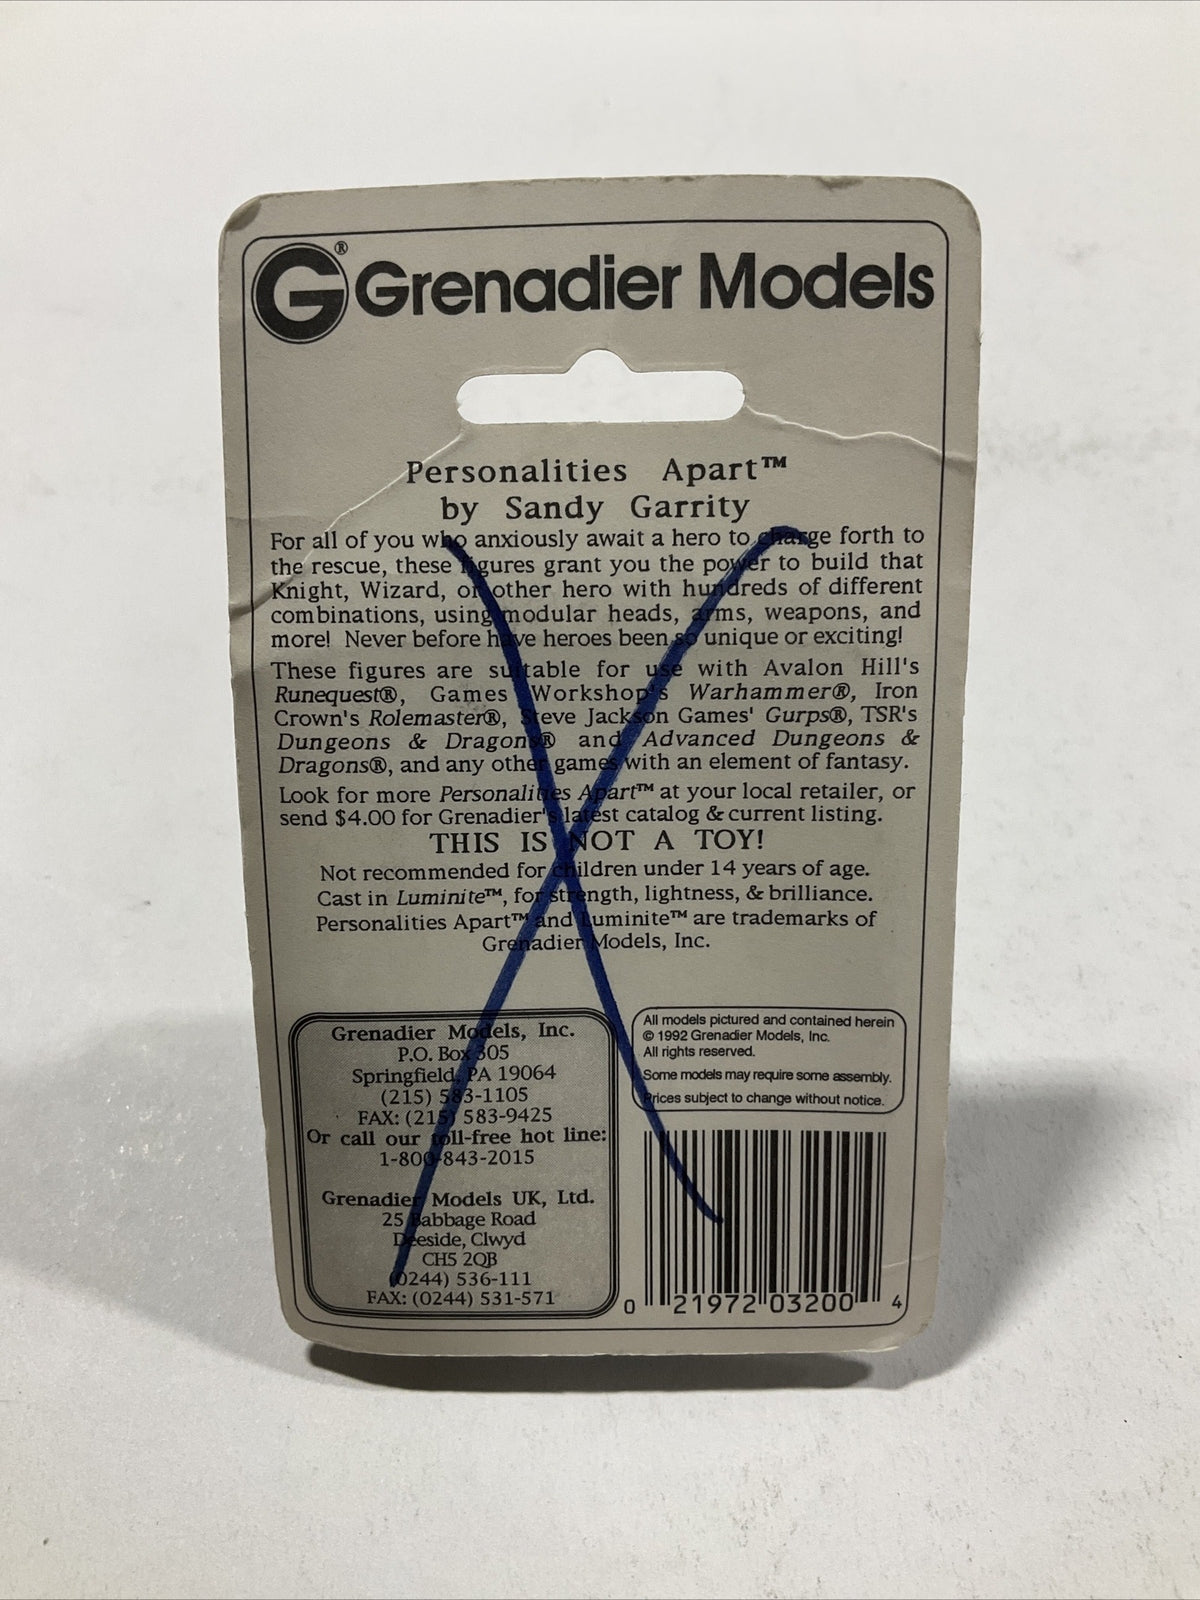 G® Grenadier Models
Personalities Apart™
by Sandy Garrity
For all of you who anxiously await a hero to charge forth to
the rescue, these figures grant you the power to build that
Knight, Wizard, or other hero with hundreds of different
combinations, using modular heads, arms, weapons, and
more! Never before have heroes been so unique or exciting!
These figures are suitable for use with Avalon Hill's
Runequest®, Games Workshop's Warhammer®, Iron
Crown's Rolemaster®, Steve Jackson Games' Gurps®, TSR's
Dungeons & Dragons® and Advanced Dungeons &
Dragons®, and any other games with an element of fantasy.
Look for more Personalities Apart™ at your local retailer, or
send $4.00 for Grenadier's latest catalog & current listing.
THIS IS NOT A TOY!
Not recommended for children under 14 years of age.
Cast in Luminite™, for strength, lightness, & brilliance.
Personalities Apart™ and Luminite™ are trademarks of
Grenadier Models, Inc.
Grenadier Models, Inc.
P.O. Box 305
Springfield, PA 19064
(215) 583-1105
FAX: (215) 583-9425
Or call our toll-free hot line:
1-800-843-2015
Grenadier Models UK, Ltd.
25 Babbage Road
Deeside, Clwyd
CH5 2QB
(0244) 536-111
FAX: (0244) 531-571
All models pictured and contained herein
© 1992 Grenadier Models, Inc.
All rights reserved.
Some models may require some assembly.
Prices subject to change without notice.
0 21972 03200 4